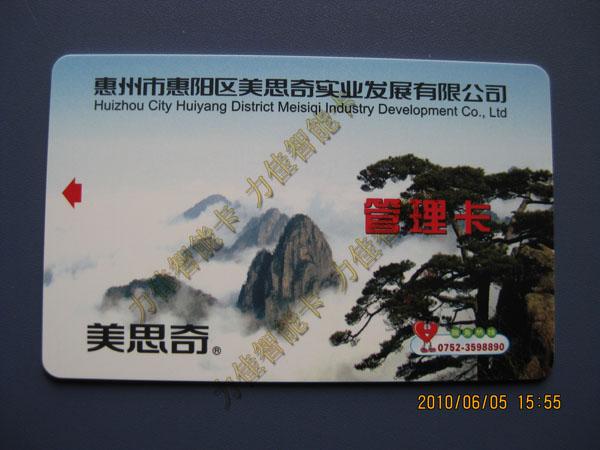 惠州市惠阳区美思奇实业发展有限公司
Huizhou City Huiyang District Meisiqi Industry Development Co., Ltd
力佳智能卡 力佳智能卡
力佳智能卡 力佳智能卡
管理卡
美思奇®
0752-3598890
2010/06/05 15:55